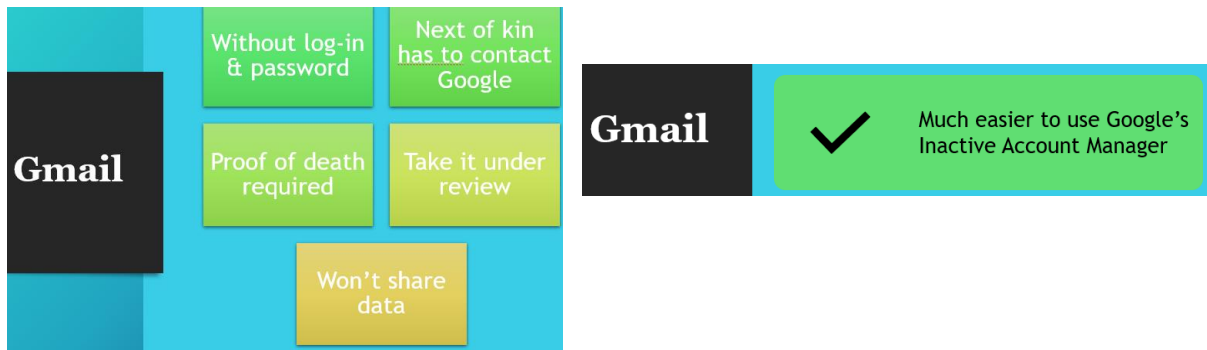 Gmail
Without log-in
& password
Next of kin
has to contact
Google
Proof of death
required
Take it under
review
Won't share
data
Gmail
Much easier to use Google's
Inactive Account Manager